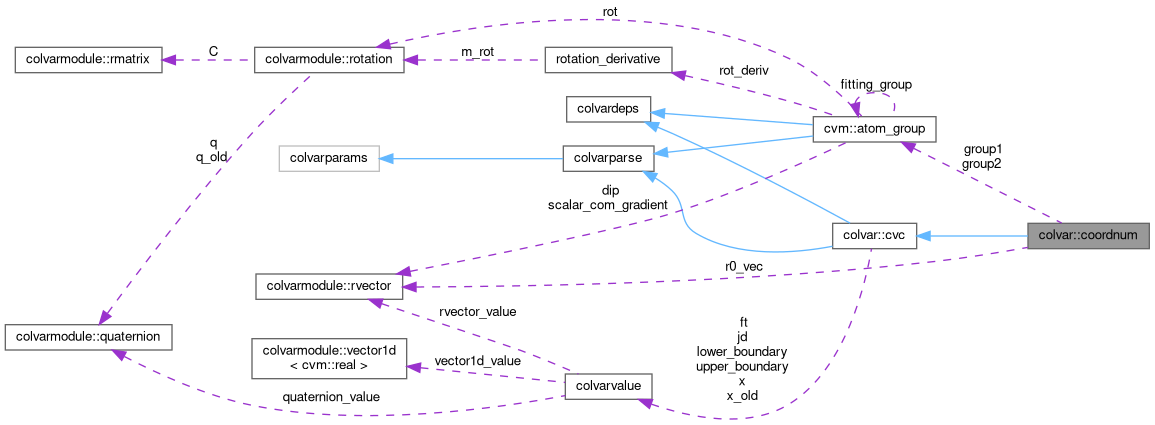 rot
colvarmodule::rmatrix
C
colvarmodule::rotation
m_rot
rotation_derivative
rot_deriv
fitting_group
colvardeps
cvm::atom_group
q
q_old
colvarparams
colvarparse
group1
group2
dip
scalar_com_gradient
colvar::cvc
colvar::coordnum
r0_vec
colvarmodule::rvector
rvector_value
colvarmodule::quaternion
colvarmodule::vector1d
< cvm::real >
vector1d_value
ft
jd
lower_boundary
upper_boundary
x
x_old
colvarvalue
quaternion_value